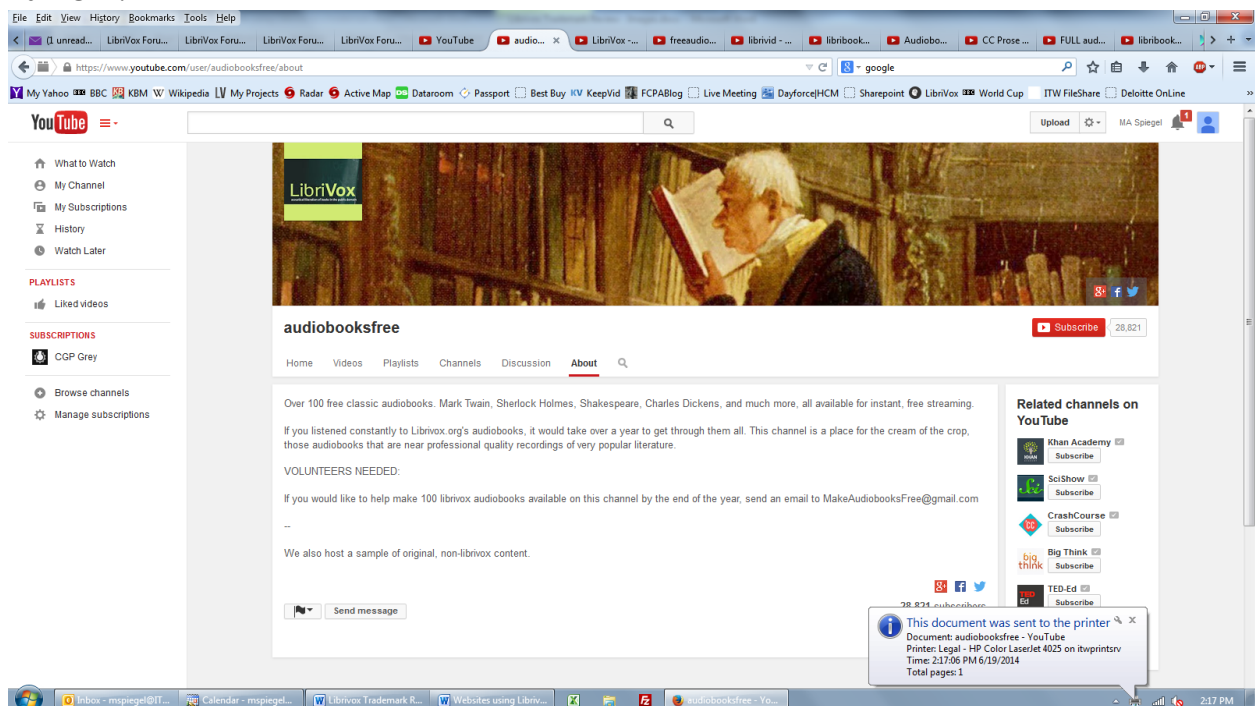 File Edit View History Bookmarks Tools Help
(1 unread... LibriVox Foru... LibriVox Foru... LibriVox Foru... LibriVox Foru... YouTube audio... LibriVox -... freeaudio... librivid - ... libribook... Audiobo... CC Prose ... FULL aud... libribook...
https://www.youtube.com/user/audiobooksfree/about google
My Yahoo BBC KBM Wikipedia My Projects Radar Active Map Dataroom Passport Best Buy KeepVid FCPABlog Live Meeting Dayforce|HCM Sharepoint LibriVox World Cup ITW FileShare Deloitte OnLine
YouTube Upload MA Spiegel 1
What to Watch
My Channel
My Subscriptions
History
Watch Later
PLAYLISTS
Liked videos
SUBSCRIPTIONS
CGP Grey
Browse channels
Manage subscriptions
LibriVox
audiobooksfree
Subscribe 28,821
Home Videos Playlists Channels Discussion About
Over 100 free classic audiobooks. Mark Twain, Sherlock Holmes, Shakespeare, Charles Dickens, and much more, all available for instant, free streaming.
If you listened constantly to Librivox.org's audiobooks, it would take over a year to get through them all. This channel is a place for the cream of the crop,
those audiobooks that are near professional quality recordings of very popular literature.
VOLUNTEERS NEEDED:
If you would like to help make 100 librivox audiobooks available on this channel by the end of the year, send an email to MakeAudiobooksFree@gmail.com
--
We also host a sample of original, non-librivox content.
28,821 subscribers
Send message
Related channels on
YouTube
Khan Academy
Subscribe
SciShow
Subscribe
CrashCourse
Subscribe
big think
Big Think
Subscribe
TED Ed
TED-Ed
Subscribe
This document was sent to the printer
Document: audiobooksfree - YouTube
Printer: Legal - HP Color LaserJet 4025 on itwprintsrv
Time: 2:17:06 PM 6/19/2014
Total pages: 1
Inbox - mspiegel@IT... Calendar - mspiegel... Librivox Trademark R... Websites using Libriv... audiobooksfree - Yo... 2:17 PM